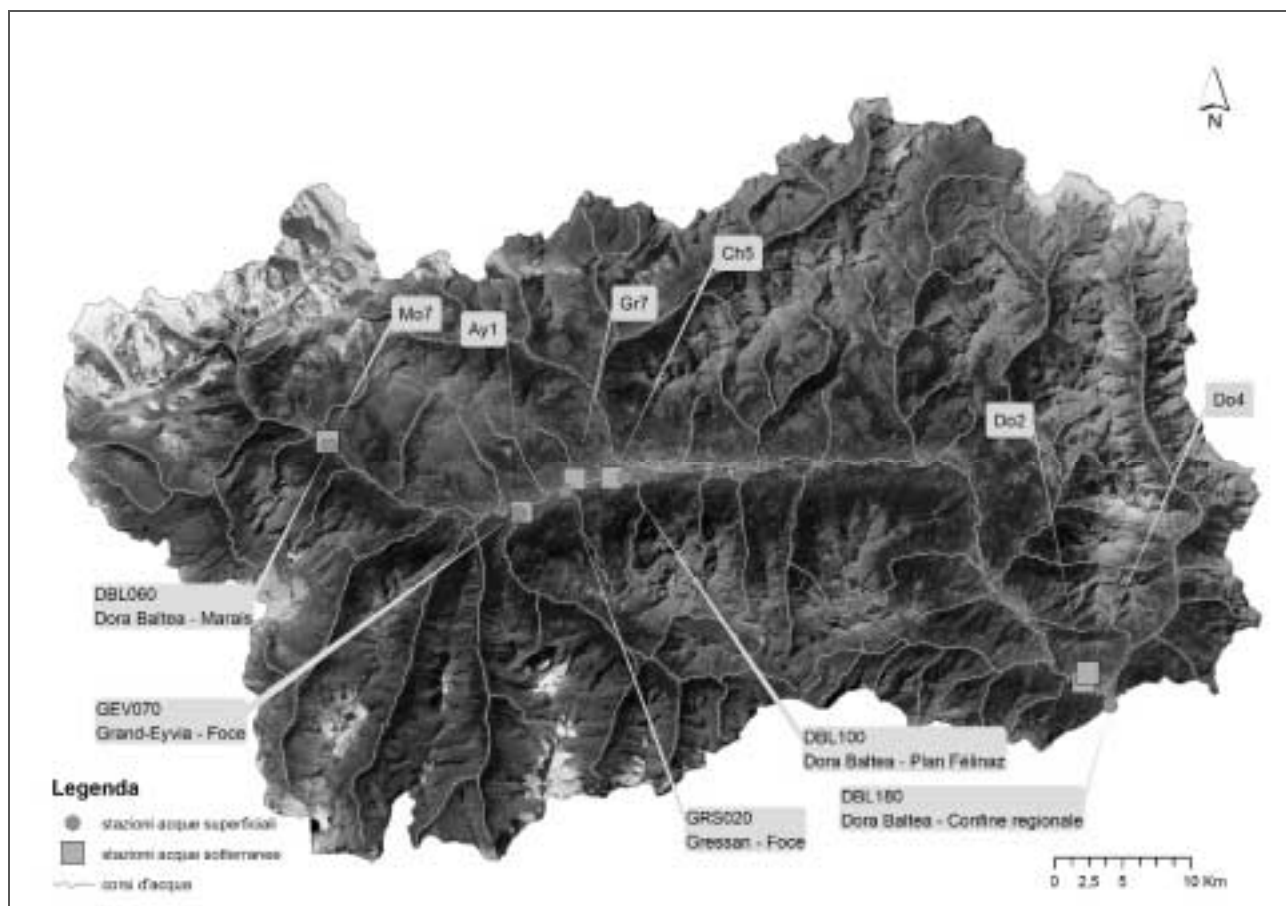 N
Ch5
Gr7
Mo7
Ay1
Do4
Do2
DBL060
Dora Baltea - Marais
GEV070
Grand-Eyvia - Foce
DBL100
Dora Baltea - Plan Félinaz
DBL180
Dora Baltea - Confine regionale
GRS020
Gressan - Foce
Legenda
stazioni acque superficiali
stazioni acque sotterranee
corsi d'acqua
0 2,5 5 10 Km